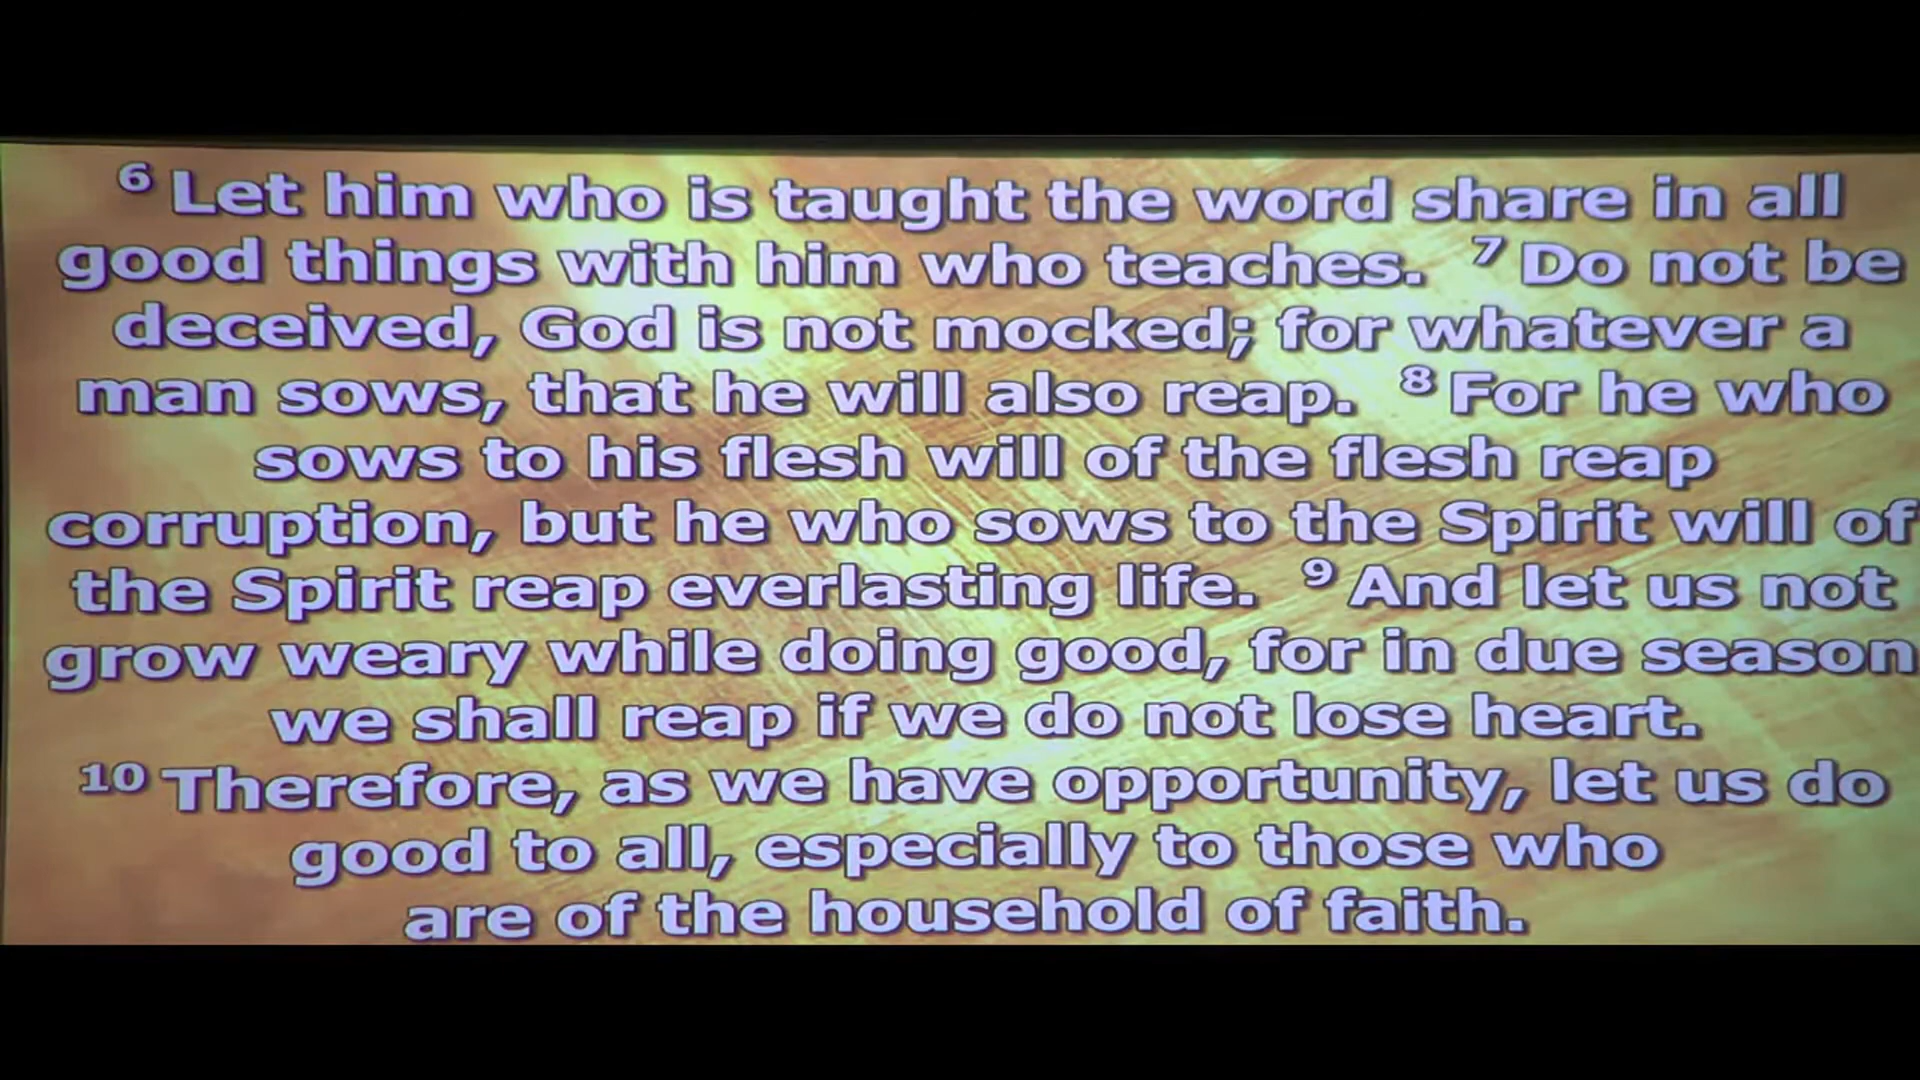 6 Let him who is taught the word share in all
good things with him who teaches. 7 Do not be
deceived, God is not mocked; for whatever a
man sows, that he will also reap. 8 For he who
sows to his flesh will of the flesh reap
corruption, but he who sows to the Spirit will of
the Spirit reap everlasting life. 9 And let us not
grow weary while doing good, for in due season
we shall reap if we do not lose heart.
10 Therefore, as we have opportunity, let us do
good to all, especially to those who
are of the household of faith.